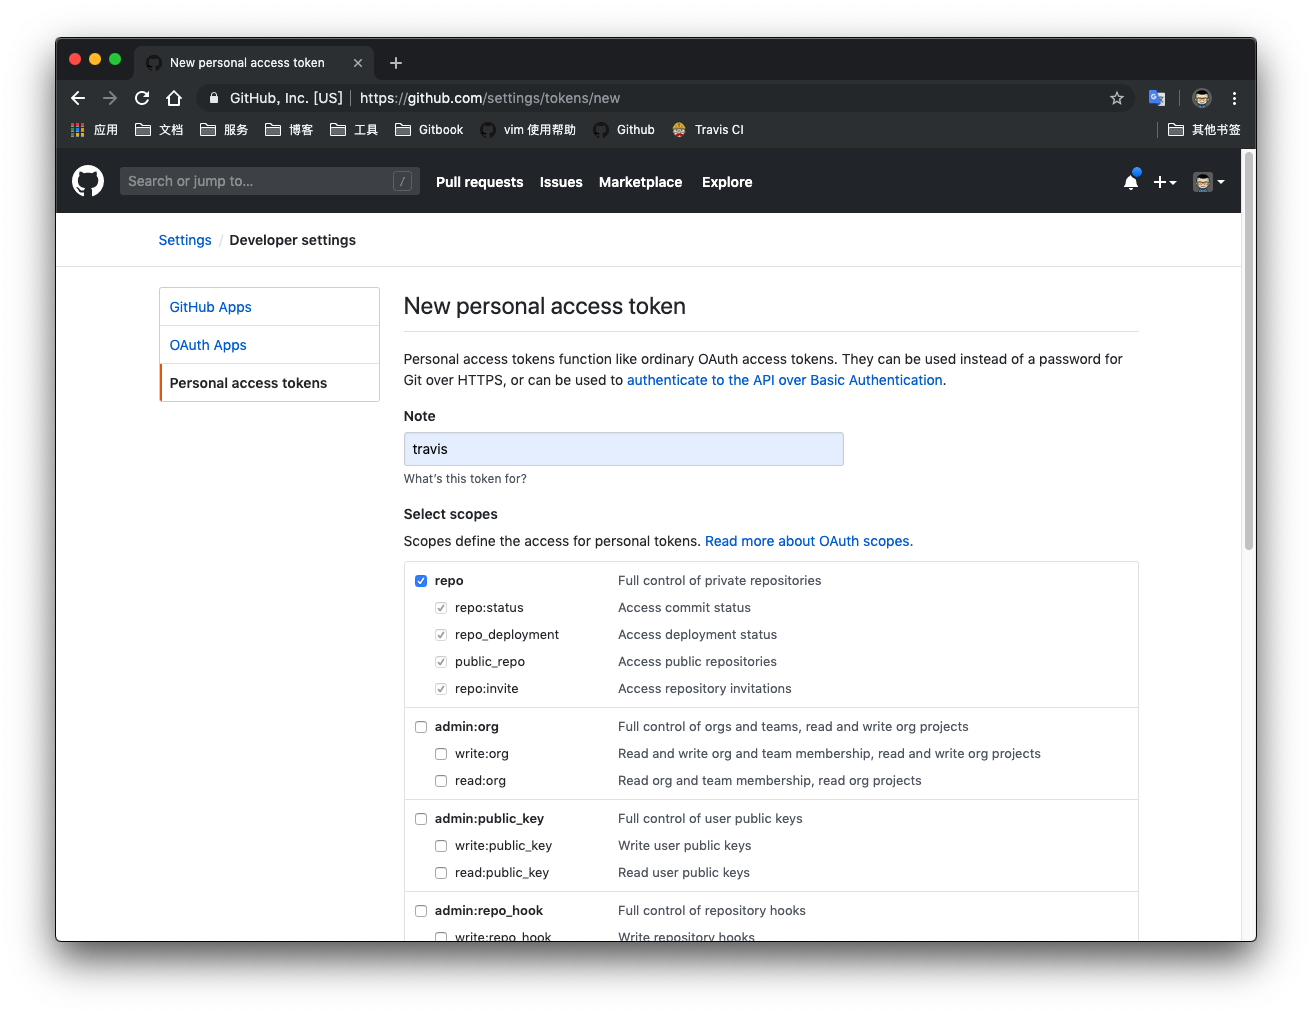 New personal access token
GitHub, Inc. [US] | https://github.com/settings/tokens/new
应用 文档 服务 博客 工具 Gitbook vim 使用帮助 Github Travis CI 其他书签
Search or jump to... / Pull requests Issues Marketplace Explore
Settings / Developer settings
GitHub Apps
OAuth Apps
Personal access tokens
New personal access token
Personal access tokens function like ordinary OAuth access tokens. They can be used instead of a password for
Git over HTTPS, or can be used to authenticate to the API over Basic Authentication.
Note
travis
What's this token for?
Select scopes
Scopes define the access for personal tokens. Read more about OAuth scopes.
repo Full control of private repositories
repo:status Access commit status
repo_deployment Access deployment status
public_repo Access public repositories
repo:invite Access repository invitations
admin:org Full control of orgs and teams, read and write org projects
write:org Read and write org and team membership, read and write org projects
read:org Read org and team membership, read org projects
admin:public_key Full control of user public keys
write:public_key Write user public keys
read:public_key Read user public keys
admin:repo_hook Full control of repository hooks
write:repo_hook Write repository hooks